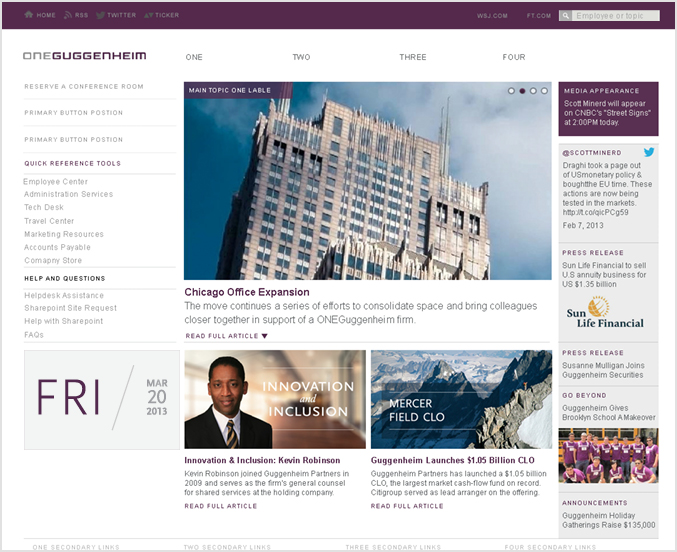 HOME RSS TWITTER TICKER
WSJ.COM FT.COM Employee or topic
ONEGUGGENHEIM
ONE TWO THREE FOUR
RESERVE A CONFERENCE ROOM
PRIMARY BUTTON POSTION
PRIMARY BUTTON POSTION
QUICK REFERENCE TOOLS
Employee Center
Administration Services
Tech Desk
Travel Center
Marketing Resources
Accounts Payable
Comapny Store
HELP AND QUESTIONS
Helpdesk Assistance
Sharepoint Site Request
Help with Sharepoint
FAQs
MAIN TOPIC ONE LABLE
Chicago Office Expansion
The move continues a series of efforts to consolidate space and bring colleagues
closer together in support of a ONEGuggenheim firm.
READ FULL ARTICLE
MEDIA APPEARANCE
Scott Minerd will appear
on CNBC's "Street Signs"
at 2:00PM today.
@SCOTTMINERD
Draghi took a page out
of USmonetary policy &
boughtthe EU time. These
actions are now being
tested in the markets.
http://t.co/qicPCg59
Feb 7, 2013
PRESS RELEASE
Sun Life Financial to sell
U.S annuity business for
US $1.35 billion
Sun
Life Financial
PRESS RELEASE
Susanne Mulligan Joins
Guggenheim Securities
GO BEYOND
Guggenheim Gives
Brooklyn School A Makeover
ANNOUNCEMENTS
Guggenheim Holiday
Gatherings Raise $135,000
FRI
MAR
20
2013
INNOVATION
and
INCLUSION
Innovation & Inclusion: Kevin Robinson
Kevin Robinson joined Guggenheim Partners in
2009 and serves as the firm's general counsel
for shared services at the holding company.
READ FULL ARTICLE
MERCER
FIELD CLO
Guggenheim Launches $1.05 Billion CLO
Guggenheim Partners has launched a $1.05 billion
CLO, the largest market cash-flow fund on record.
Citigroup served as lead arranger on the offering.
READ FULL ARTICLE
ONE SECONDARY LINKS TWO SECONDARY LINKS THREE SECONDARY LINKS FOUR SECONDARY LINKS